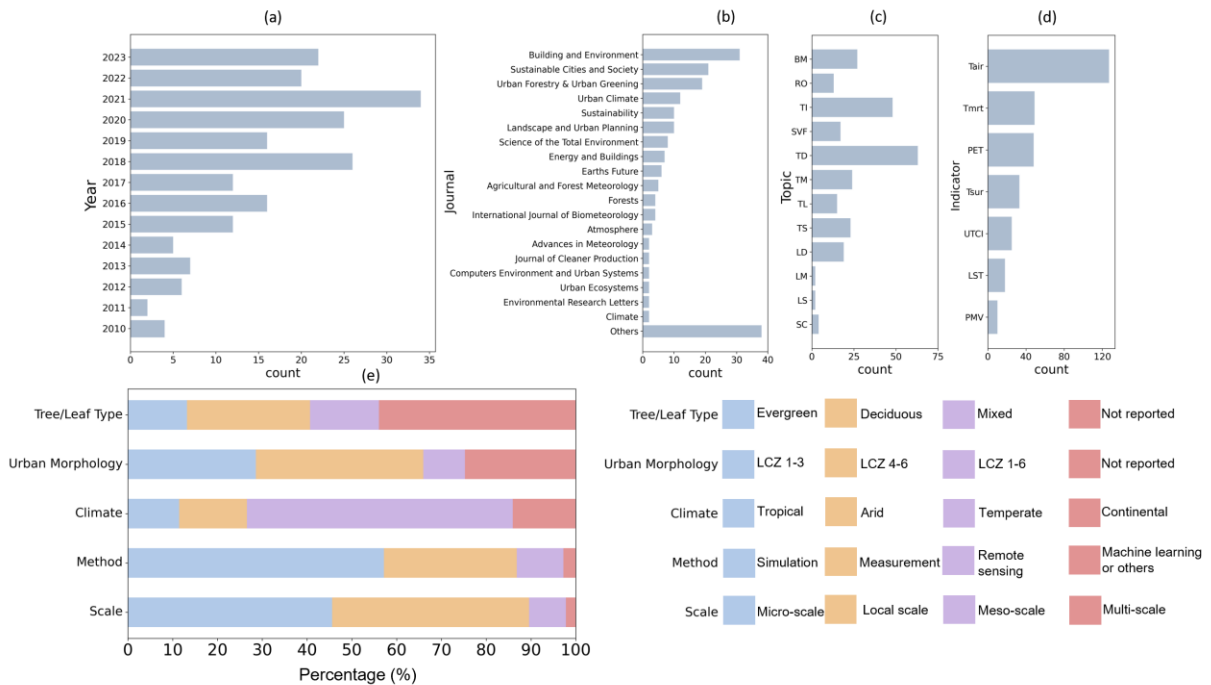 (a)
(b)
(c)
(d)
Year
2023
2022
2021
2020
2019
2018
2017
2016
2015
2014
2013
2012
2011
2010
0 5 10 15 20 25 30 35
count
Journal
Building and Environment
Sustainable Cities and Society
Urban Forestry & Urban Greening
Urban Climate
Sustainability
Landscape and Urban Planning
Science of the Total Environment
Energy and Buildings
Earths Future
Agricultural and Forest Meteorology
Forests
International Journal of Biometeorology
Atmosphere
Advances in Meteorology
Journal of Cleaner Production
Computers Environment and Urban Systems
Urban Ecosystems
Environmental Research Letters
Climate
Others
0 10 20 30 40
count
Topic
BM
RO
TI
SVF
TD
TM
TL
TS
LD
LM
LS
SC
0 25 50 75
count
Indicator
Tair
Tmrt
PET
Tsur
UTCI
LST
PMV
0 40 80 120
count
(e)
Tree/Leaf Type
Urban Morphology
Climate
Method
Scale
0 10 20 30 40 50 60 70 80 90 100
Percentage (%)
Tree/Leaf Type Evergreen Deciduous Mixed Not reported
Urban Morphology LCZ 1-3 LCZ 4-6 LCZ 1-6 Not reported
Climate Tropical Arid Temperate Continental
Method Simulation Measurement Remote sensing Machine learning or others
Scale Micro-scale Local scale Meso-scale Multi-scale